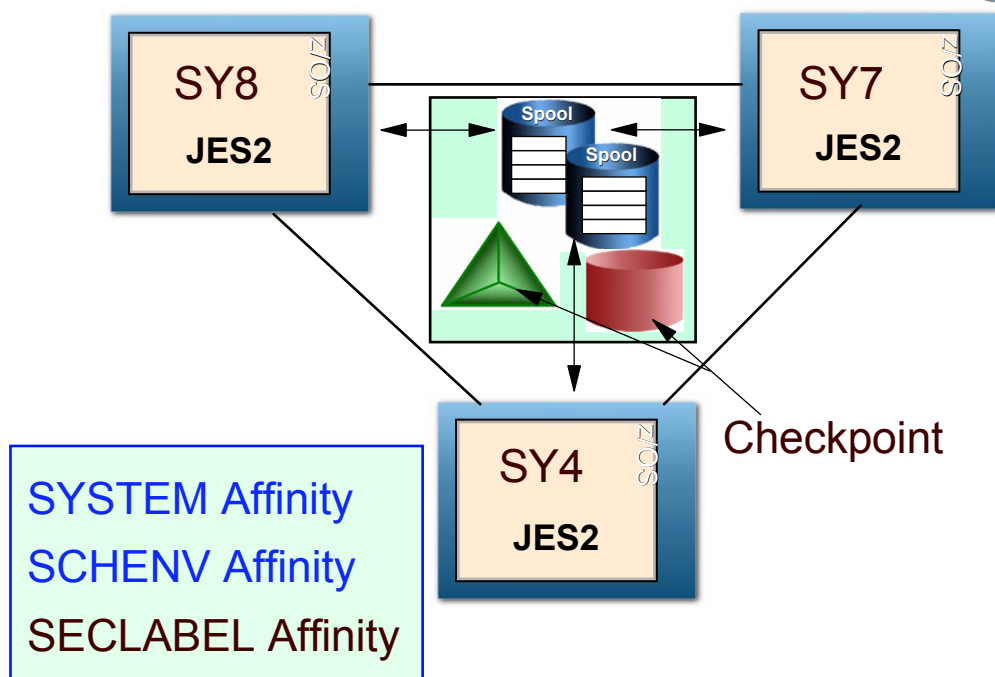 SY8
z/OS
JES2
SY7
z/OS
JES2
Spool
Spool
SY4
z/OS
JES2
Checkpoint
SYSTEM Affinity
SCHENV Affinity
SECLABEL Affinity